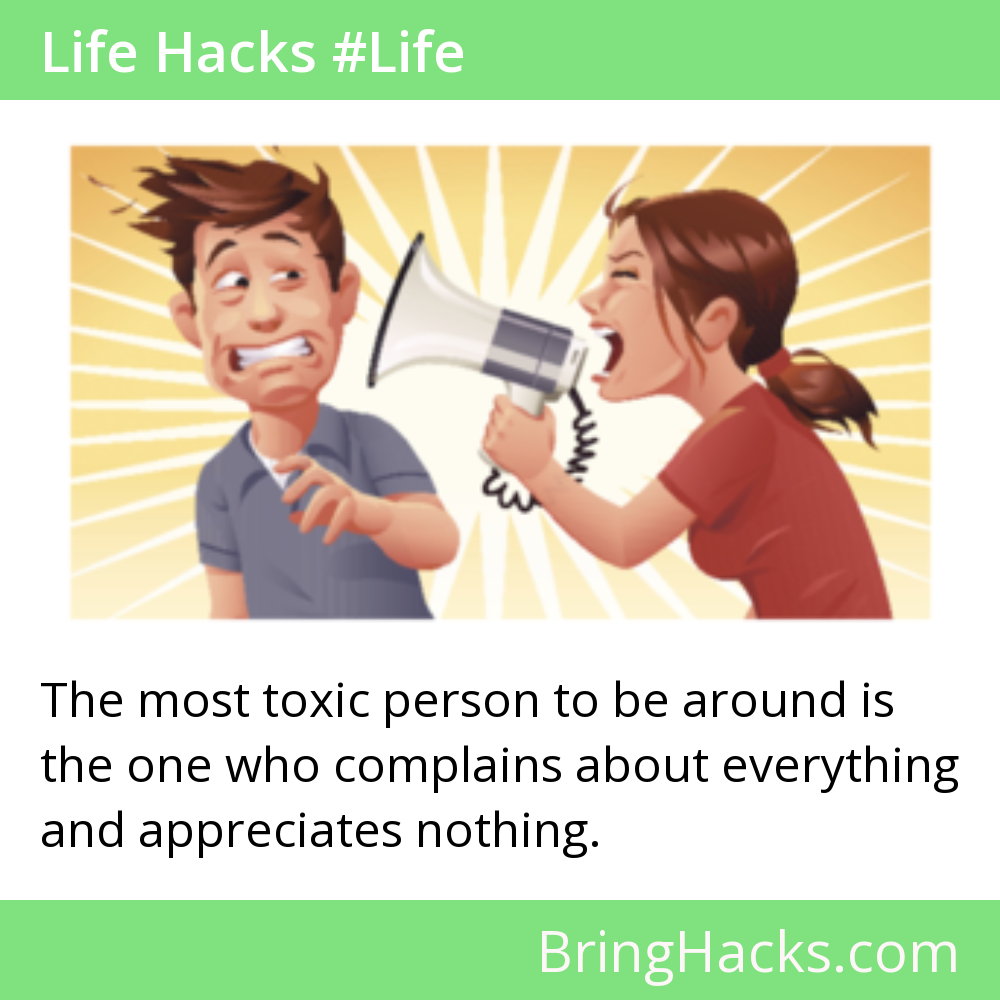 Life Hacks #Life
The most toxic person to be around is
the one who complains about everything
and appreciates nothing.
BringHacks.com